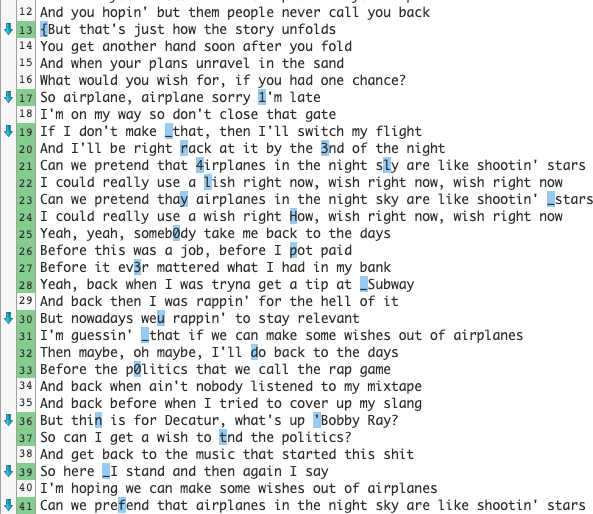 12 And you hopin' but them people never call you back
13 {But that's just how the story unfolds
14 You get another hand soon after you fold
15 And when your plans unravel in the sand
16 What would you wish for, if you had one chance?
17 So airplane, airplane sorry 1'm late
18 I'm on my way so don't close that gate
19 If I don't make _that, then I'll switch my flight
20 And I'll be right rack at it by the 3nd of the night
21 Can we pretend that 4irplanes in the night sly are like shootin' stars
22 I could really use a lish right now, wish right now, wish right now
23 Can we pretend thay airplanes in the night sky are like shootin' _stars
24 I could really use a wish right How, wish right now, wish right now
25 Yeah, yeah, someb0dy take me back to the days
26 Before this was a job, before I pot paid
27 Before it ev3r mattered what I had in my bank
28 Yeah, back when I was tryna get a tip at _Subway
29 And back then I was rappin' for the hell of it
30 But nowadays weu rappin' to stay relevant
31 I'm guessin' _that if we can make some wishes out of airplanes
32 Then maybe, oh maybe, I'll do back to the days
33 Before the p0litics that we call the rap game
34 And back when ain't nobody listened to my mixtape
35 And back before when I tried to cover up my slang
36 But thin is for Decatur, what's up 'Bobby Ray?
37 So can I get a wish to tnd the politics?
38 And get back to the music that started this shit
39 So here _I stand and then again I say
40 I'm hoping we can make some wishes out of airplanes
41 Can we prefend that airplanes in the night sky are like shootin' stars